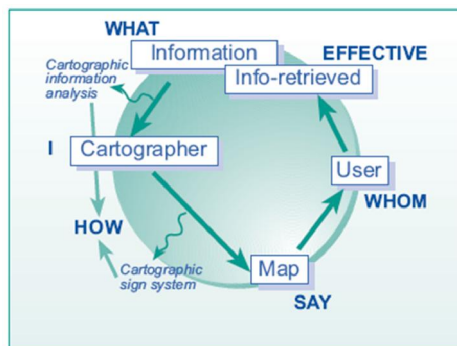 WHAT
Information
EFFECTIVE
Info-retrieved
Cartographic
information
analysis
I
Cartographer
User
WHOM
HOW
Cartographic
sign system
Map
SAY